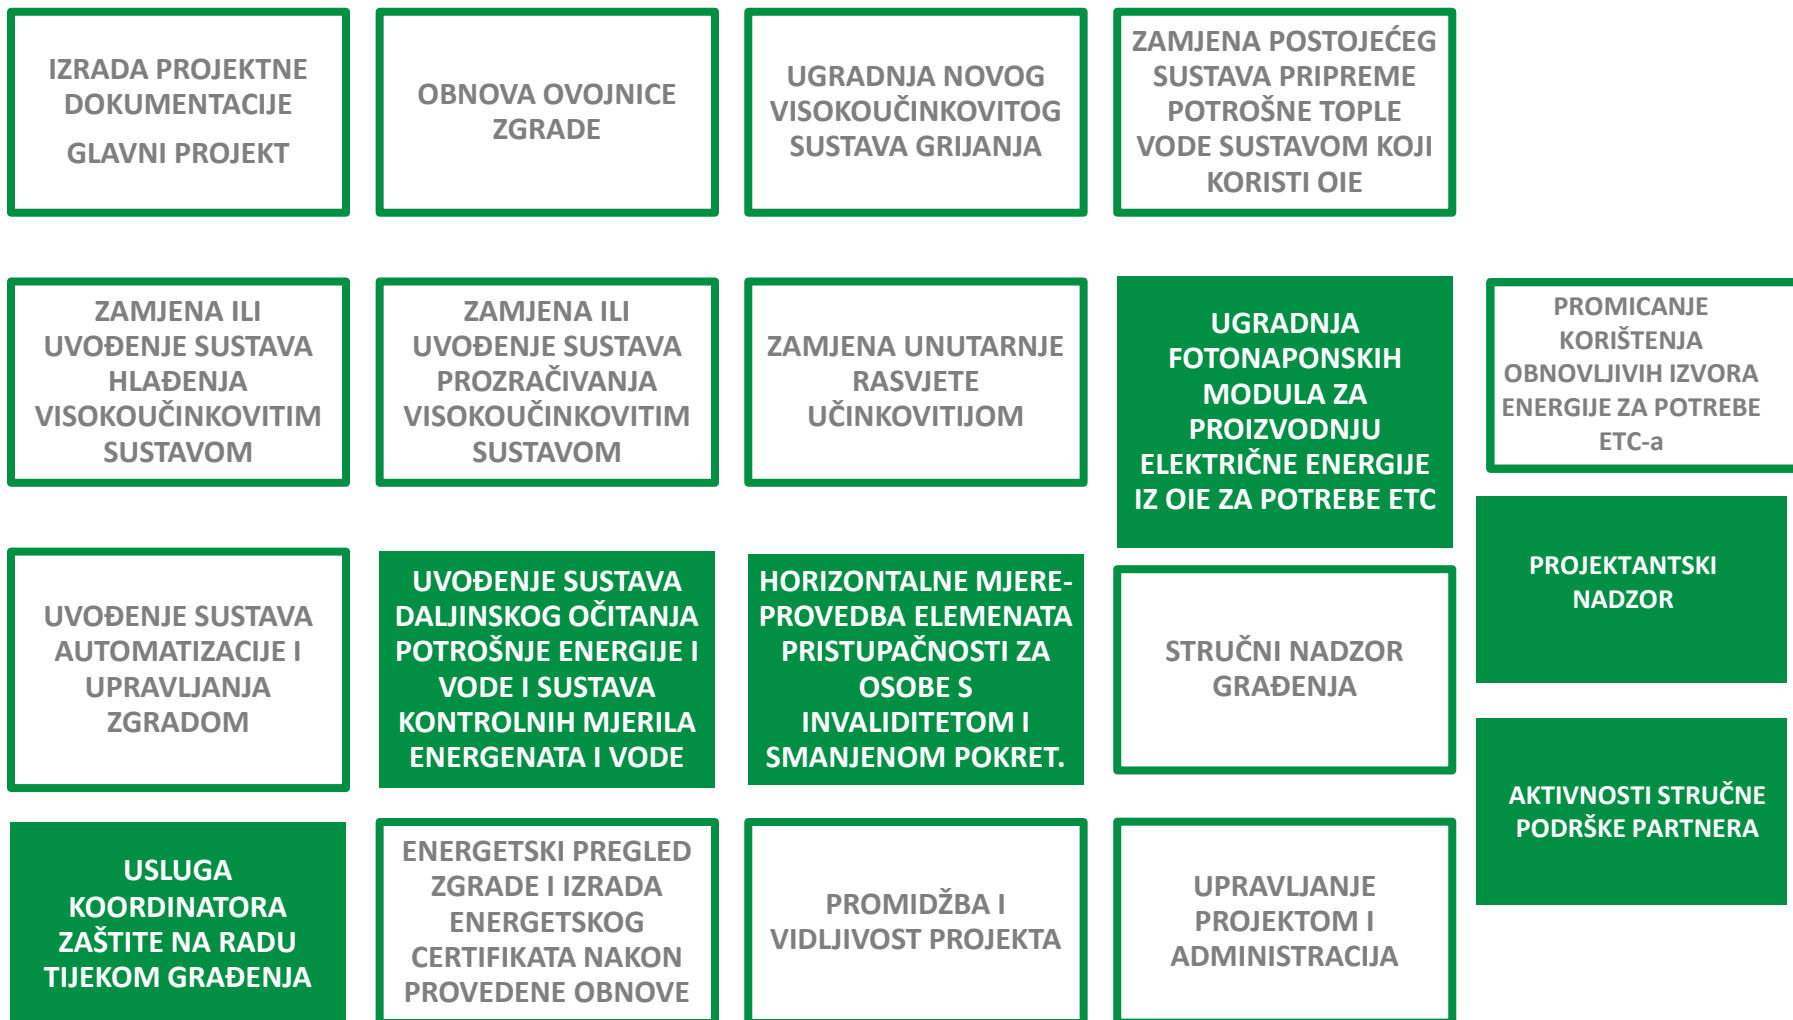 IZRADA PROJEKTNE
DOKUMENTACIJE
GLAVNI PROJEKT
OBNOVA OVOJNICE
ZGRADE
UGRADNJA NOVOG
VISOKOUČINKOVITOG
SUSTAVA GRIJANJA
ZAMJENA POSTOJEĆEG
SUSTAVA PRIPREME
POTROŠNE TOPLE
VODE SUSTAVOM KOJI
KORISTI OIE
ZAMJENA ILI
UVOĐENJE SUSTAVA
HLAĐENJA
VISOKOUČINKOVITIM
SUSTAVOM
ZAMJENA ILI
UVOĐENJE SUSTAVA
PROZRAČIVANJA
VISOKOUČINKOVITIM
SUSTAVOM
ZAMJENA UNUTARNJE
RASVJETE
UČINKOVITIJOM
UGRADNJA
FOTONAPONSKIH
MODULA ZA
PROIZVODNJU
ELEKTRIČNE ENERGIJE
IZ OIE ZA POTREBE ETC
PROMICANJE
KORIŠTENJA
OBNOVLJIVIH IZVORA
ENERGIJE ZA POTREBE
ETC-a
UVOĐENJE SUSTAVA
AUTOMATIZACIJE I
UPRAVLJANJA
ZGRADOM
UVOĐENJE SUSTAVA
DALJINSKOG OČITANJA
POTROŠNJE ENERGIJE I
VODE I SUSTAVA
KONTROLNIH MJERILA
ENERGENATA I VODE
HORIZONTALNE MJERE-
PROVEDBA ELEMENATA
PRISTUPAČNOSTI ZA
OSOBE S
INVALIDITETOM I
SMANJENOM POKRET.
STRUČNI NADZOR
GRAĐENJA
PROJEKTANTSKI
NADZOR
AKTIVNOSTI STRUČNE
PODRŠKE PARTNERA
USLUGA
KOORDINATORA
ZAŠTITE NA RADU
TIJEKOM GRAĐENJA
ENERGETSKI PREGLED
ZGRADE I IZRADA
ENERGETSKOG
CERTIFIKATA NAKON
PROVEDENE OBNOVE
PROMIDŽBA I
VIDLJIVOST PROJEKTA
UPRAVLJANJE
PROJEKTOM I
ADMINISTRACIJA